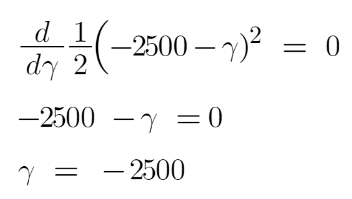 d/dγ 1/2 (−2500 − γ)² = 0
−2500 − γ = 0
γ = − 2500